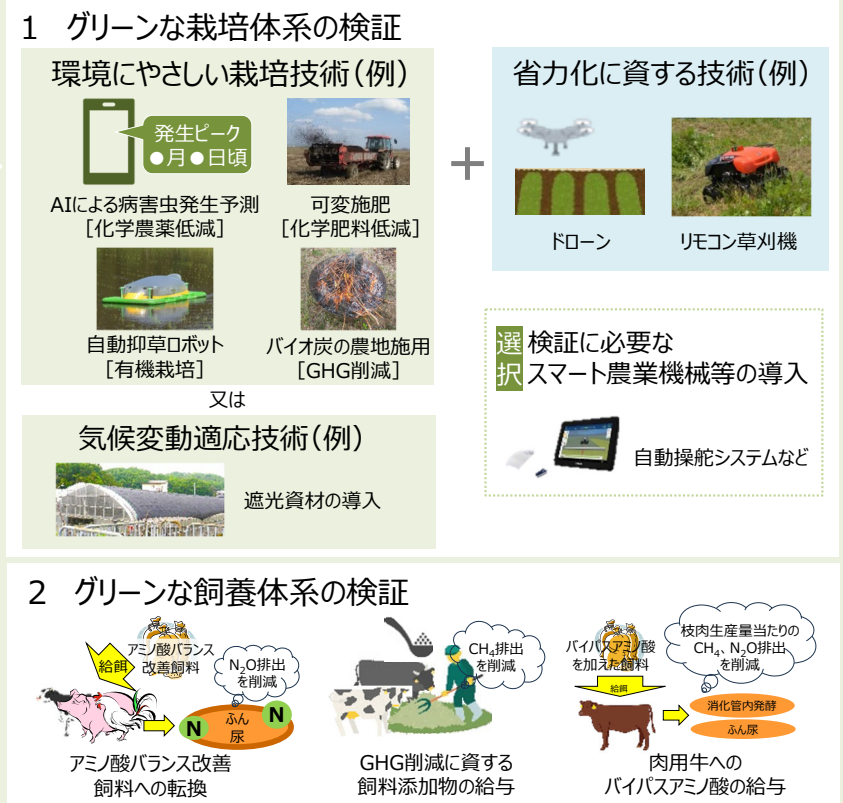 1 グリーンな栽培体系の検証
環境にやさしい栽培技術(例)
発生ピーク
●月●日頃
AIによる病害虫発生予測
[化学農薬低減]
可変施肥
[化学肥料低減]
自動抑草ロボット
[有機栽培]
バイオ炭の農地施用
[GHG削減]
+
省力化に資する技術(例)
ドローン
リモコン草刈機
選択
検証に必要な
スマート農業機械等の導入
自動操舵システムなど
又は
気候変動適応技術(例)
遮光資材の導入
2 グリーンな飼養体系の検証
アミノ酸バランス
改善飼料
給餌
N₂O排出
を削減
N
ふん
尿
N
アミノ酸バランス改善
飼料への転換
CH₄排出
を削減
GHG削減に資する
飼料添加物の給与
バイパスアミノ酸
を加えた飼料
給餌
枝肉生産量当たりの
CH₄、N₂O排出
を削減
消化管内発酵
ふん尿
肉用牛への
バイパスアミノ酸の給与